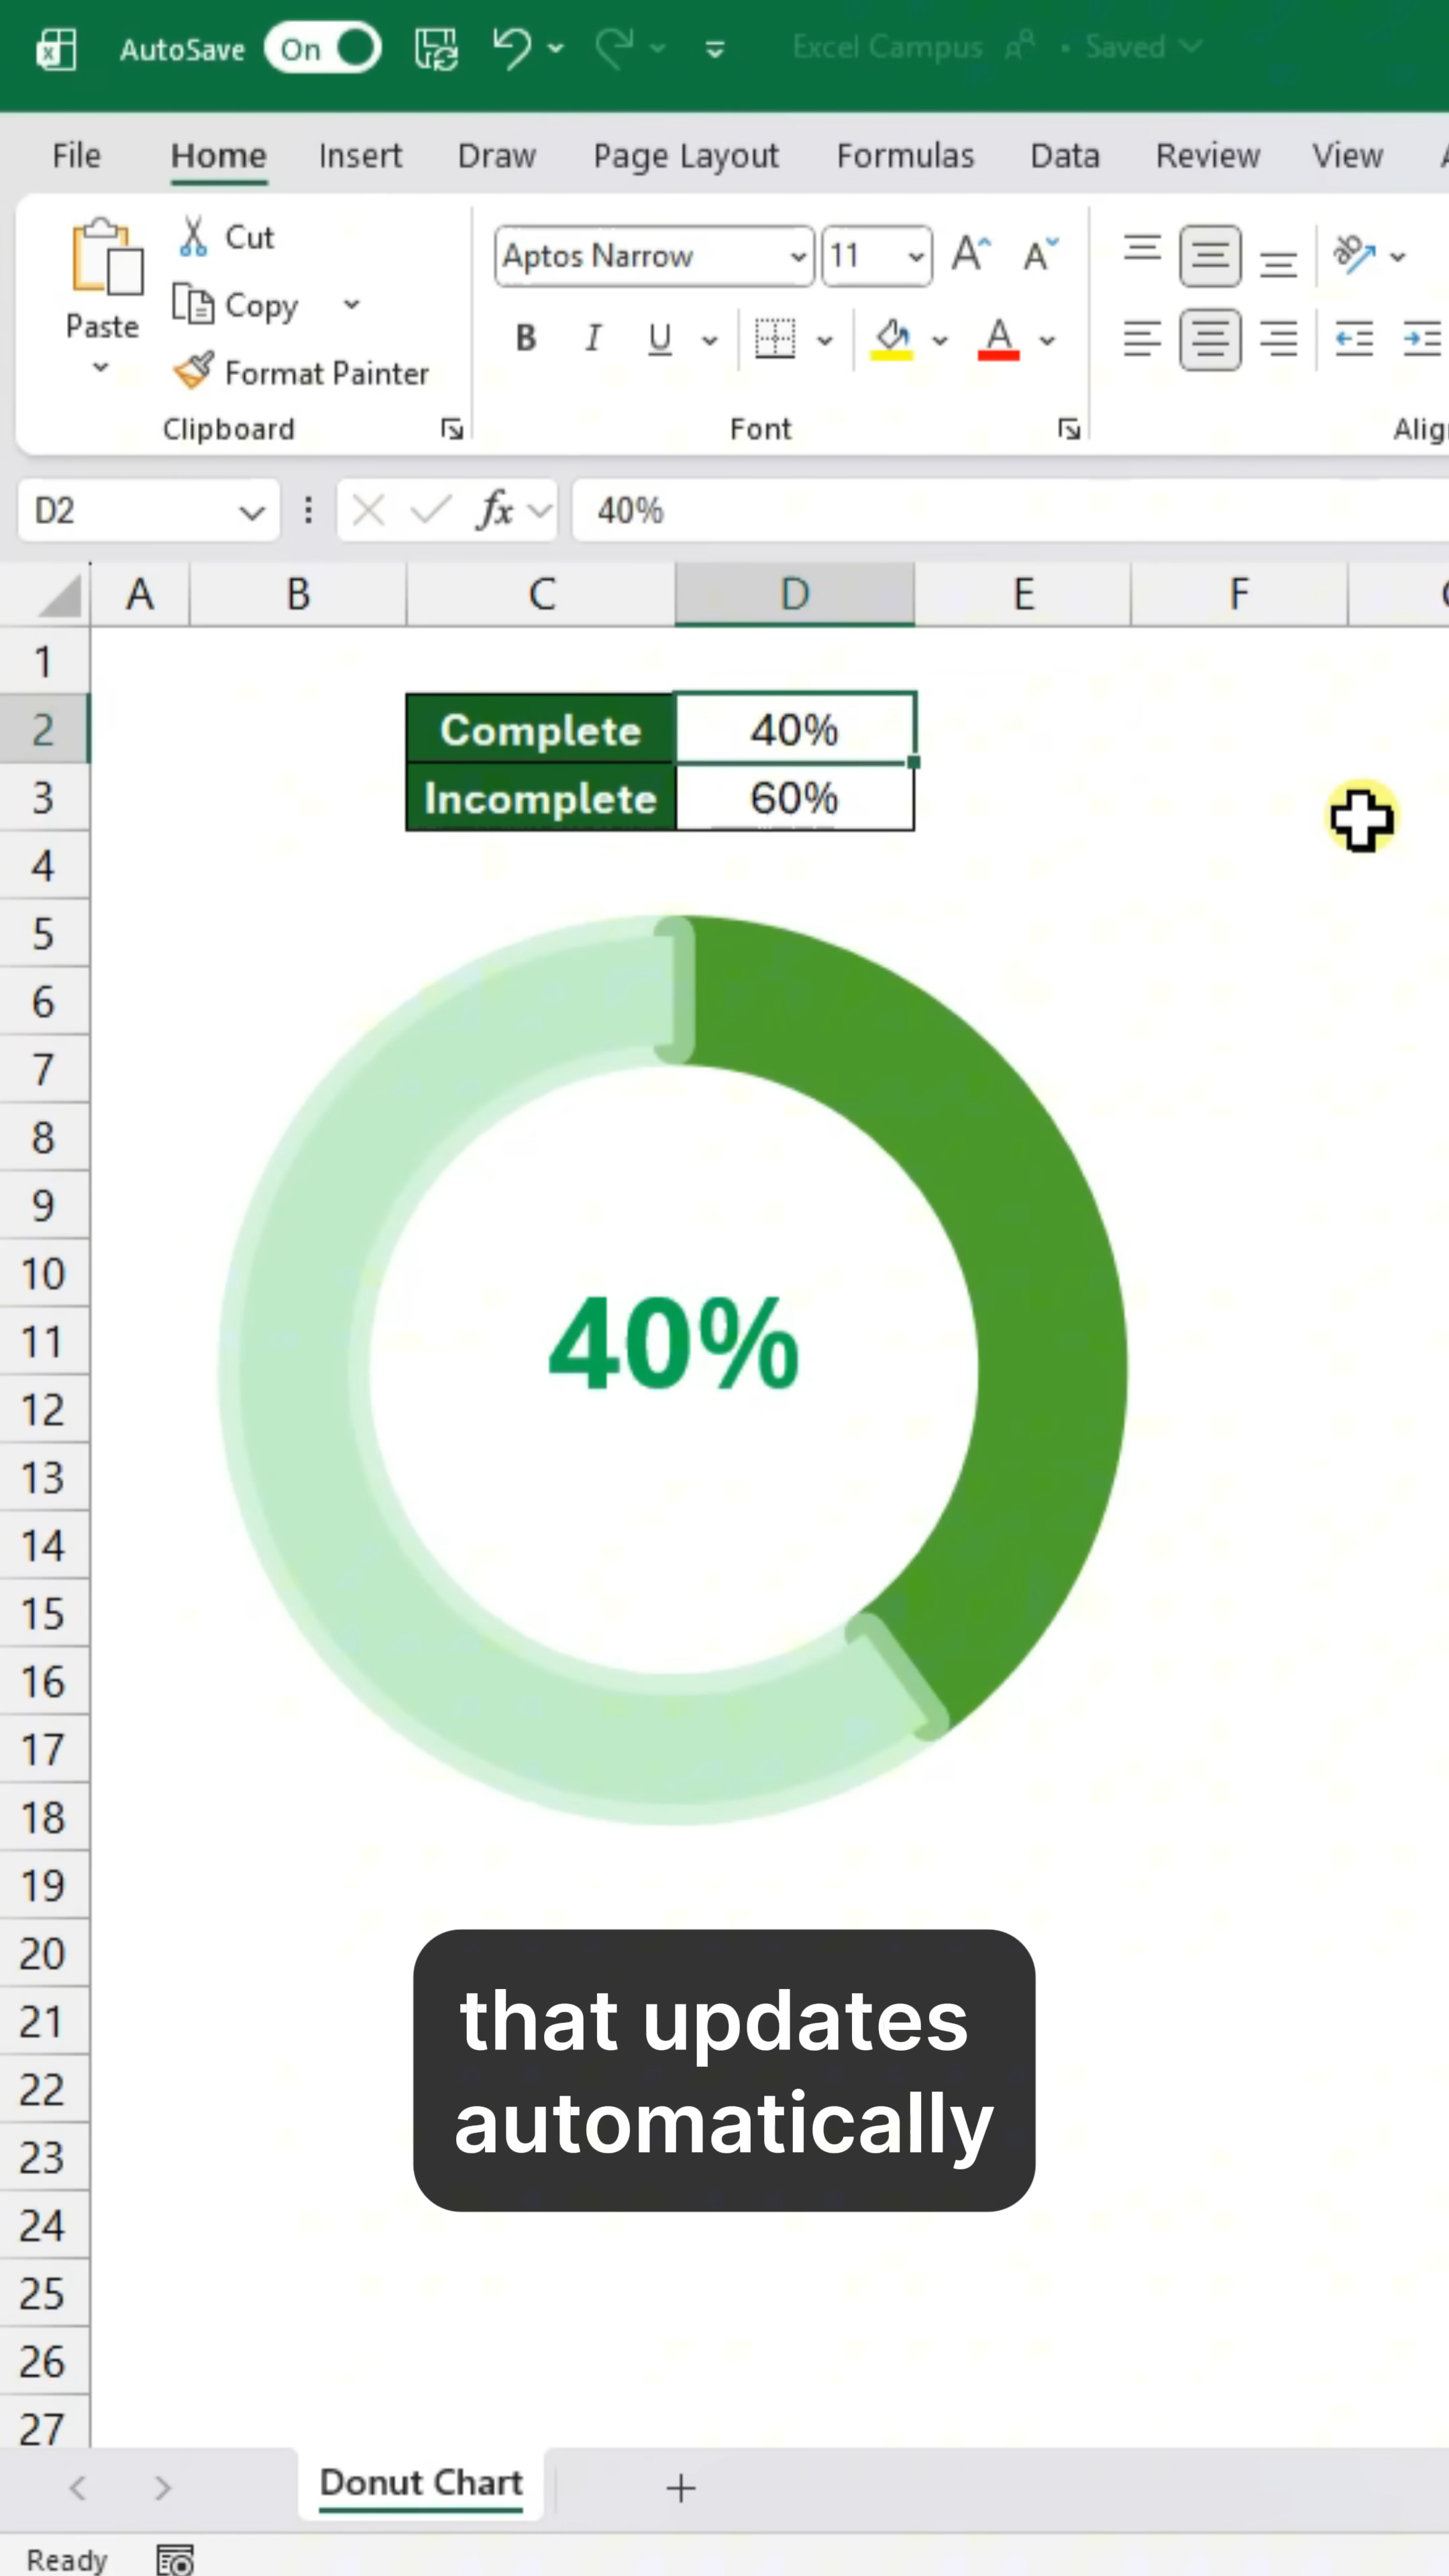 AutoSave On Excel Campus • Saved
File Home Insert Draw Page Layout Formulas Data Review View
Paste
Cut
Copy
Format Painter
Clipboard
Aptos Narrow 11 A A
B I U A
Font
ab
D2 fx 40%
A B C D E F
1
2 Complete 40%
3 Incomplete 60%
4
5
6
7
8
9
10
11 40%
12
13
14
15
16
17
18
19
20
21 that updates
22 automatically
23
24
25
26
27
Donut Chart +
Ready